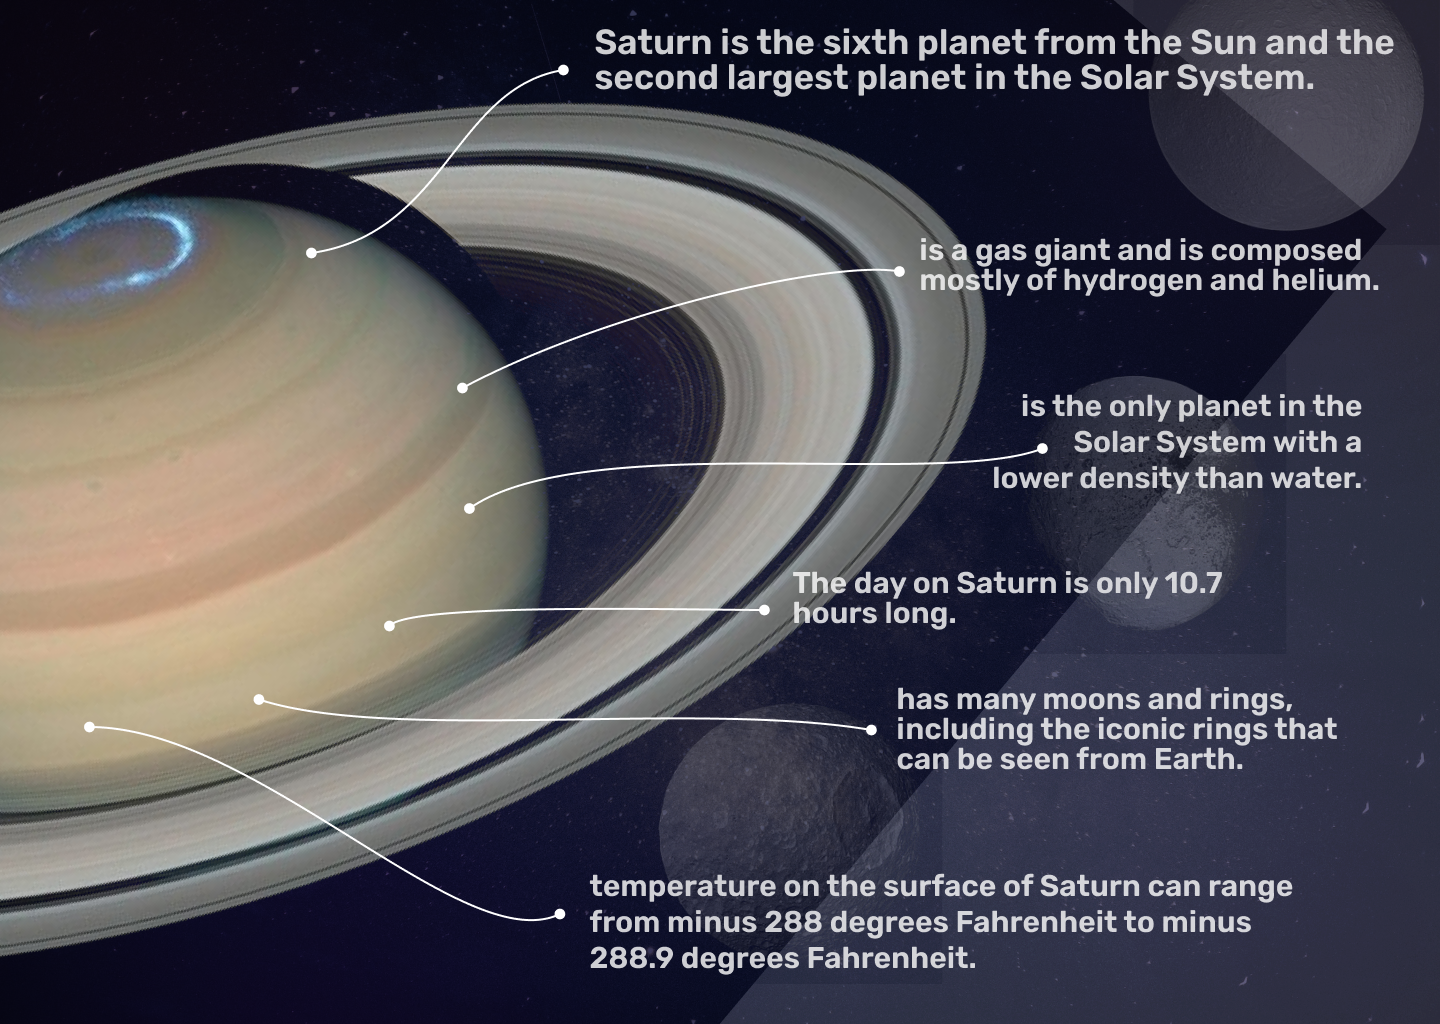 Saturn is the sixth planet from the Sun and the
second largest planet in the Solar System.
is a gas giant and is composed
mostly of hydrogen and helium.
is the only planet in the
Solar System with a
lower density than water.
The day on Saturn is only 10.7
hours long.
has many moons and rings,
including the iconic rings that
can be seen from Earth.
temperature on the surface of Saturn can range
from minus 288 degrees Fahrenheit to minus
288.9 degrees Fahrenheit.